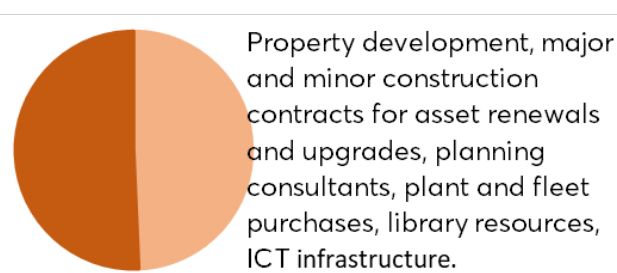 Property development, major
and minor construction
contracts for asset renewals
and upgrades, planning
consultants, plant and fleet
purchases, library resources,
ICT infrastructure.